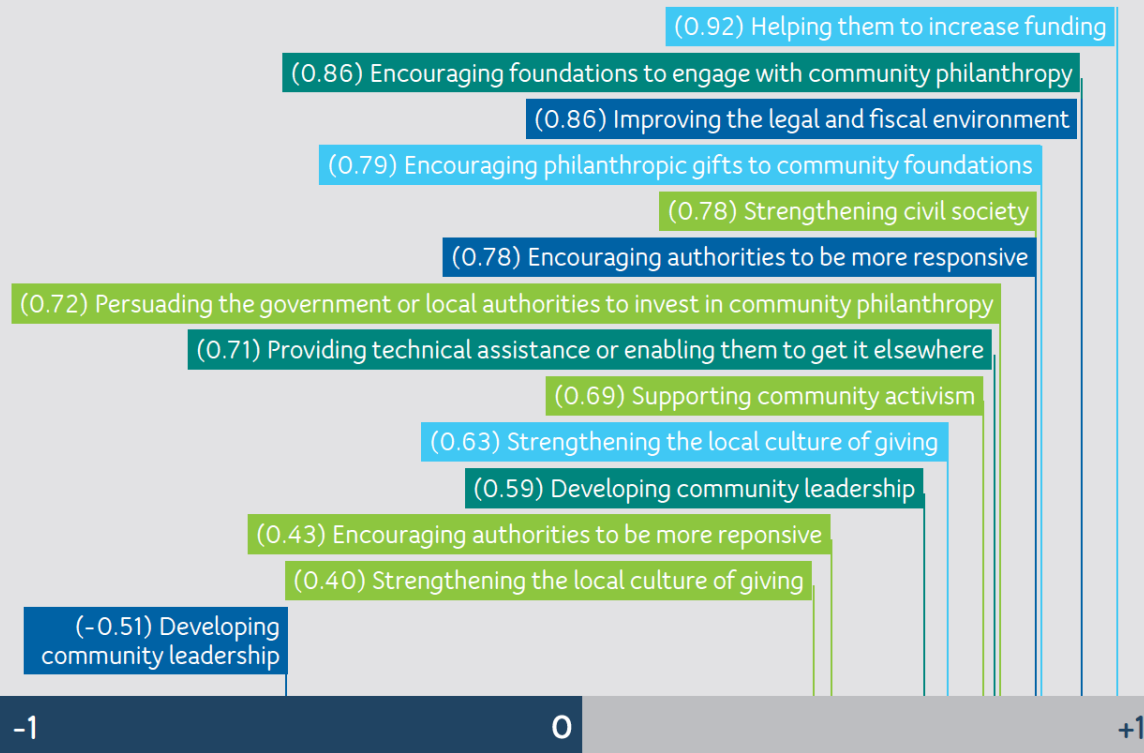 (0.92) Helping them to increase funding
(0.86) Encouraging foundations to engage with community philanthropy
(0.86) Improving the legal and fiscal environment
(0.79) Encouraging philanthropic gifts to community foundations
(0.78) Strengthening civil society
(0.78) Encouraging authorities to be more responsive
(0.72) Persuading the government or local authorities to invest in community philanthropy
(0.71) Providing technical assistance or enabling them to get it elsewhere
(0.69) Supporting community activism
(0.63) Strengthening the local culture of giving
(0.59) Developing community leadership
(0.43) Encouraging authorities to be more reponsive
(0.40) Strengthening the local culture of giving
(-0.51) Developing
community leadership
-1 0 +1